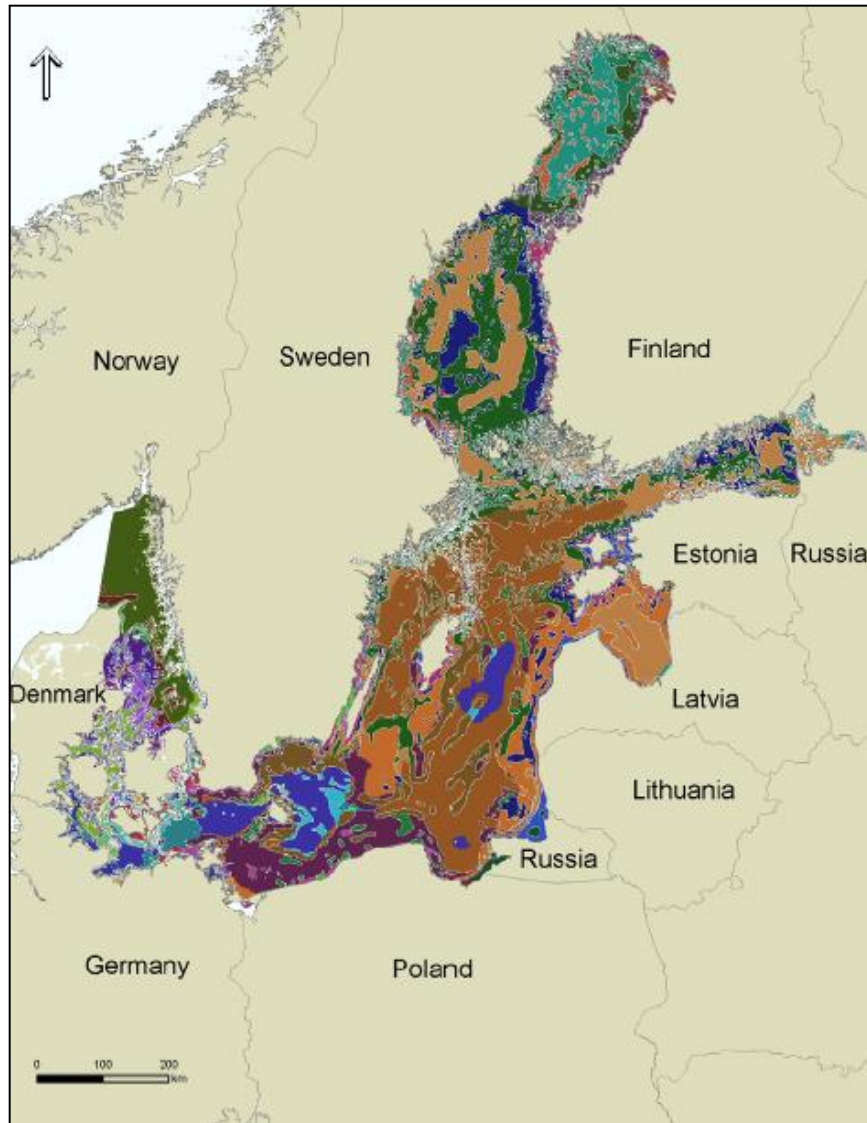 Norway
Sweden
Finland
Estonia
Russia
Denmark
Latvia
Lithuania
Russia
Germany
Poland
0 100 200
km